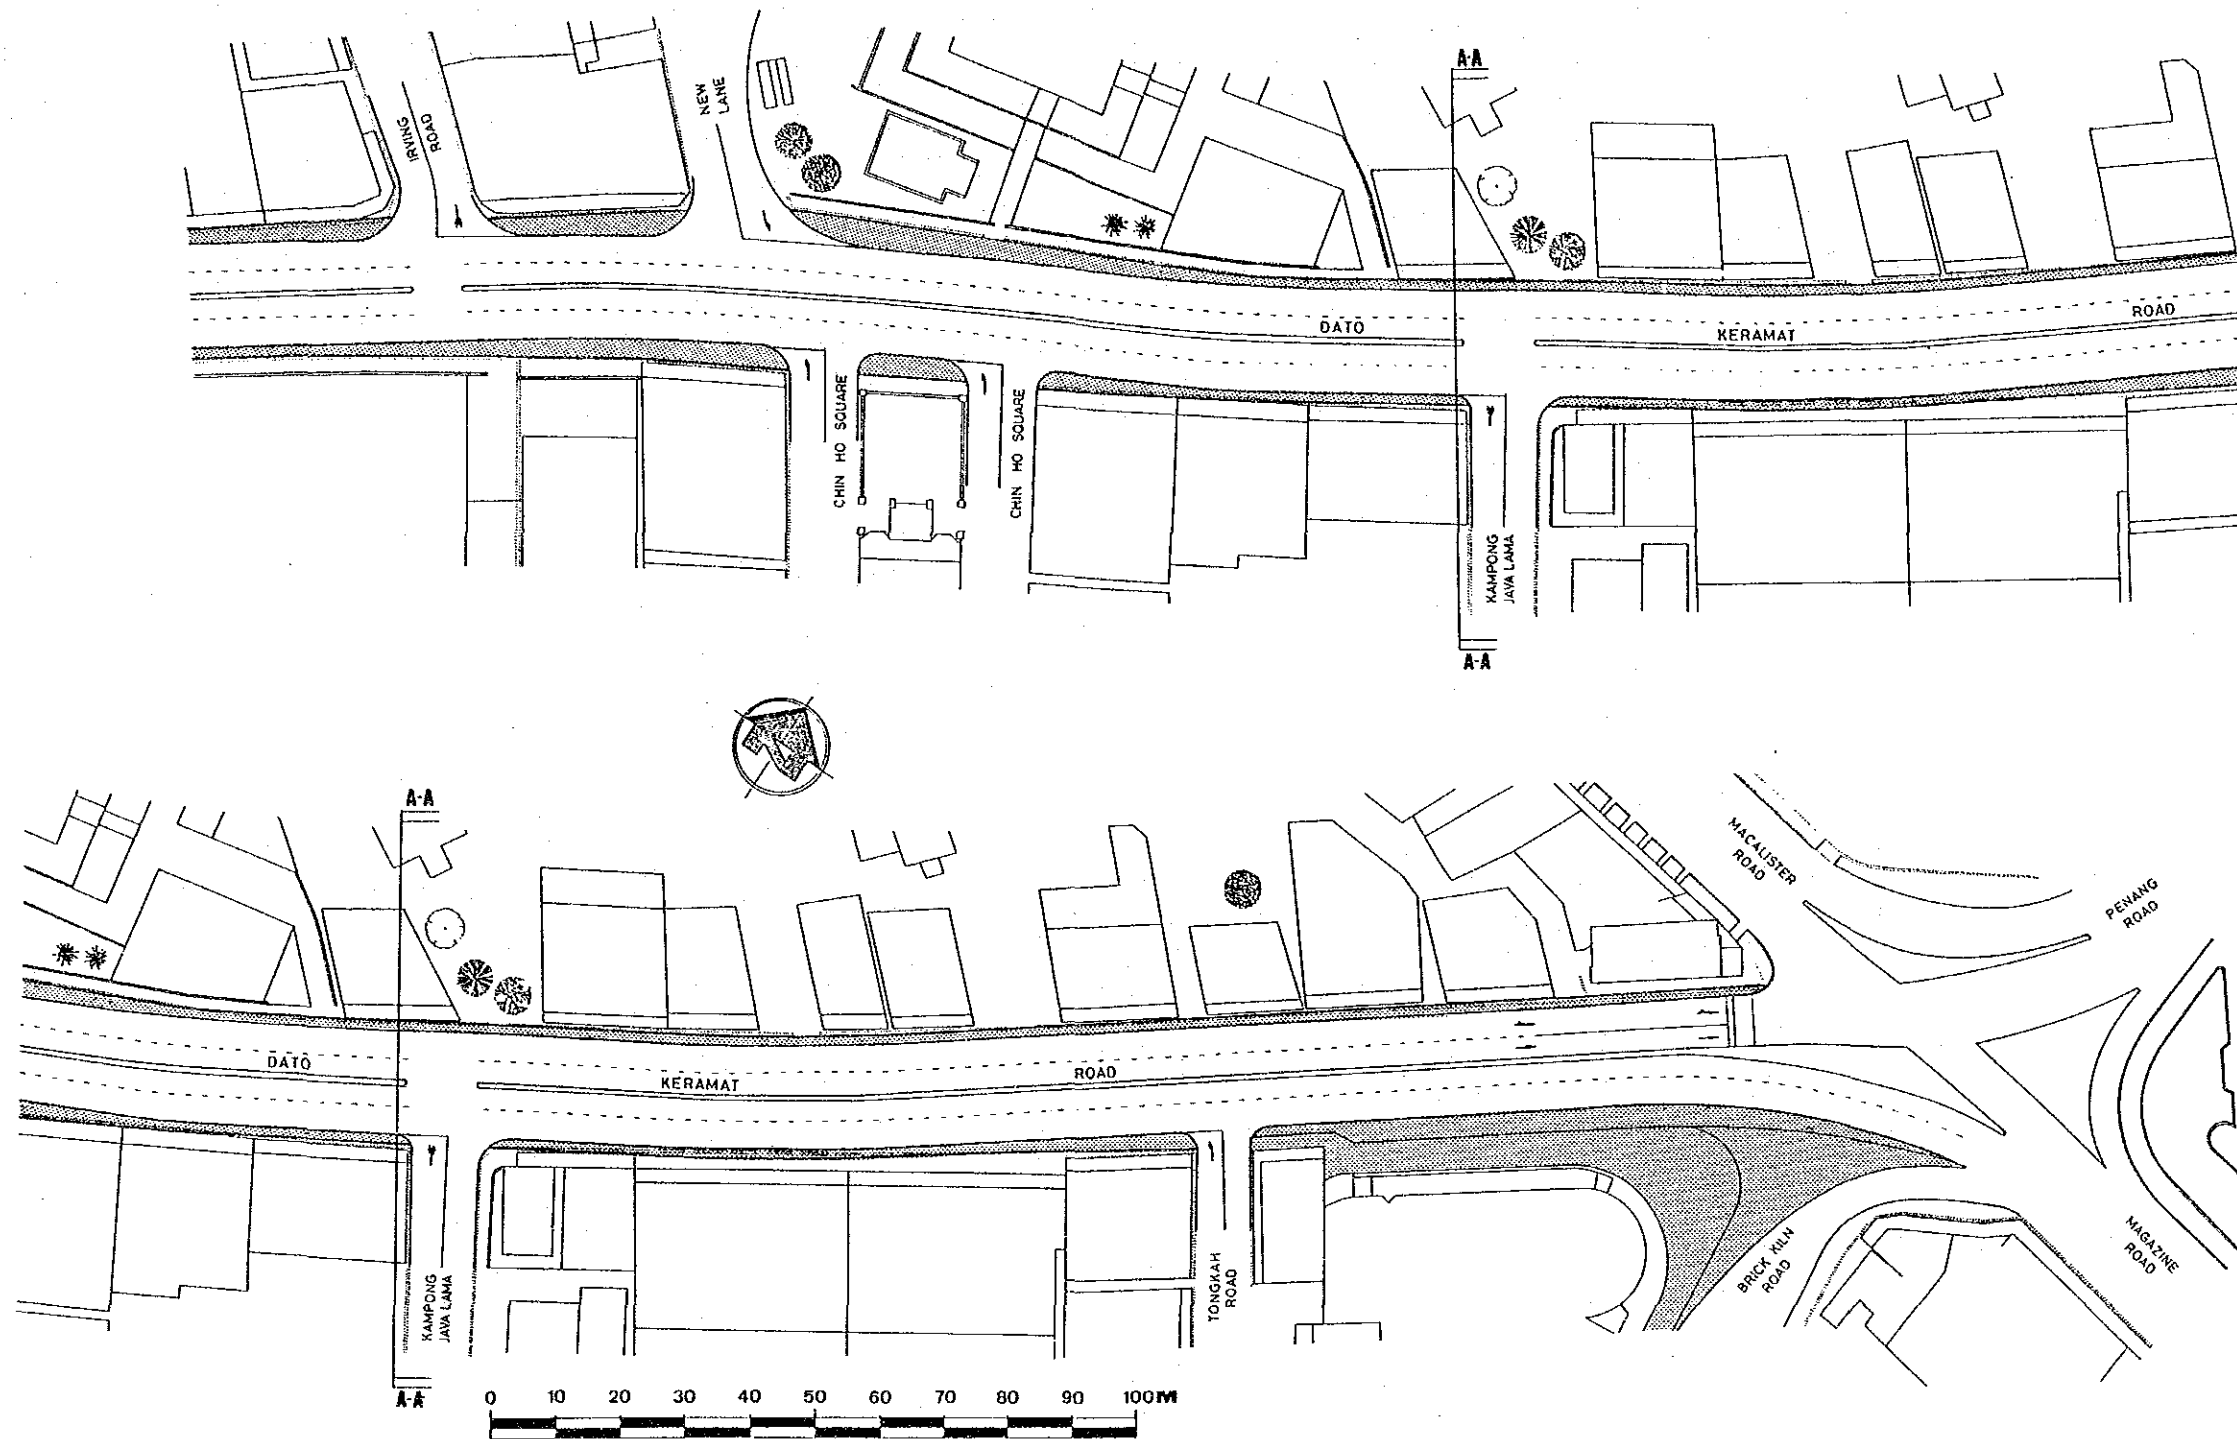 A-A
IRVING
ROAD
NEW
LANE
DATO
KERAMAT
ROAD
CHIN HO SQUARE
CHIN HO SQUARE
KAMPONG
JAVA LAMA
A-A
A-A
MACALISTER
ROAD
PENANG
ROAD
DATO
KERAMAT
ROAD
KAMPONG
JAVA LAMA
TONGKAH
ROAD
BRICK KILN
ROAD
MAGAZINE
ROAD
A-A
0 10 20 30 40 50 60 70 80 90 100M